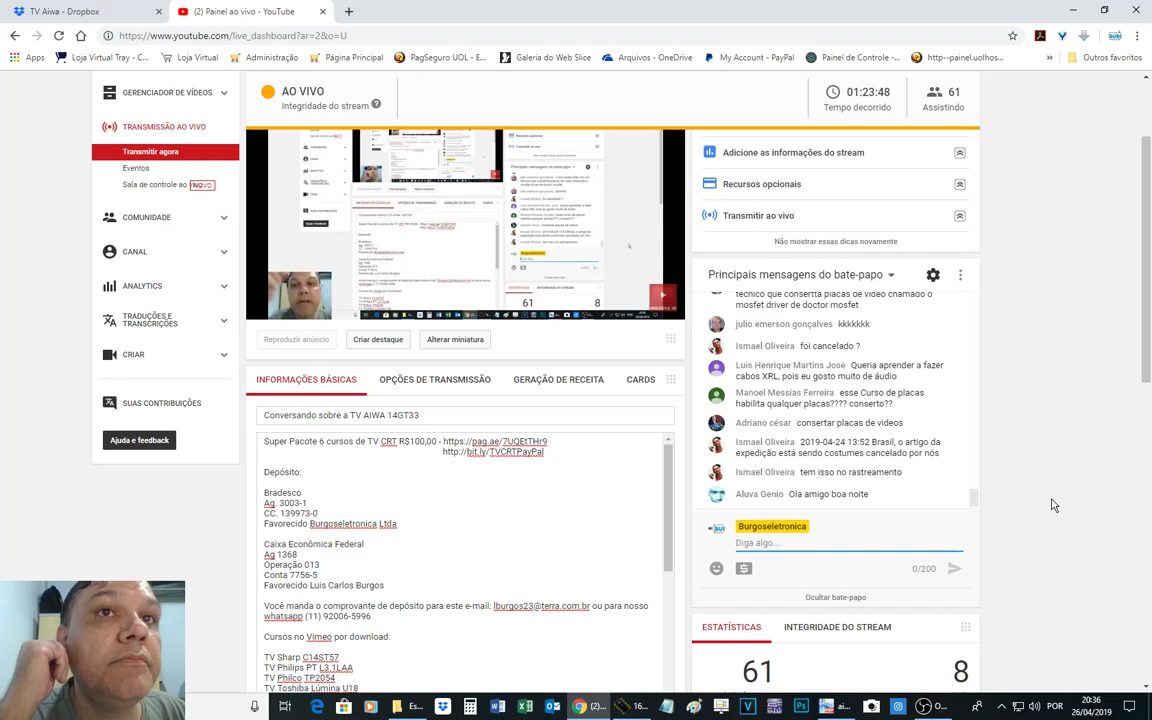 TV Aiwa - Dropbox
(2) Painel ao vivo - YouTube
https://www.youtube.com/live_dashboard?ar=2&o=U
Apps
Loja Virtual Tray - C...
Loja Virtual
Administração
Página Principal
PagSeguro UOL - E...
Galeria do Web Slice
Arquivos - OneDrive
My Account - PayPal
Painel de Controle -...
http--painel.uolhos...
Outros favoritos
GERENCIADOR DE VÍDEOS
TRANSMISSÃO AO VIVO
Transmitir agora
Eventos
Sala de controle ao
NOVO
COMUNIDADE
CANAL
ANALYTICS
TRADUÇÕES E
TRANSCRIÇÕES
CRIAR
SUAS CONTRIBUIÇÕES
Ajuda e feedback
AO VIVO
Integridade do stream
01:23:48
Tempo decorrido
61
Assistindo
Reproduzir anúncio
Criar destaque
Alterar miniatura
INFORMAÇÕES BÁSICAS
OPÇÕES DE TRANSMISSÃO
GERAÇÃO DE RECEITA
CARDS
Conversando sobre a TV AIWA 14GT33
Super Pacote 6 cursos de TV CRT R$100,00 - https://pag.ae/7UQEtTHr9
http://bit.ly/TVCRTPayPal
Depósito:
Bradesco
Ag. 3003-1
CC. 139973-0
Favorecido Burgoseletronica Ltda
Caixa Econômica Federal
Ag 1368
Operação 013
Conta 7756-5
Favorecido Luis Carlos Burgos
Você manda o comprovante de depósito para este e-mail: lburgos23@terra.com.br ou para nosso
whatsapp (11) 92006-5996
Cursos no Vimeo por download:
TV Sharp C14ST57
TV Philips PT L3.1LAA
TV Philco TP2054
TV Toshiba Lúmina U18
Adicione as informações do stream
Recursos opcionais
Transmitir ao vivo
Não mostrar essas dicas novamente
Principais mensagens do bate-papo
técnico que conserta placas de vídeo chamado o
mosfet driver de doctor mosfet
julio emerson gonçalves kkkkkkk
Ismael Oliveira foi cancelado ?
Luis Henrique Martins José Queria aprender a fazer
cabos XRL, pois eu gosto muito de áudio
Manoel Messias Ferreira esse Curso de placas
habilita qualquer placas???? conserto??
Adriano césar consertar placas de videos
Ismael Oliveira 2019-04-24 13:52 Brasil, o artigo da
expedição está sendo costumes cancelado por nós
Ismael Oliveira tem isso no rastreamento
Aluva Genio Ola amigo boa noite
Burgoseletronica
Diga algo...
0/200
Ocultar bate-papo
ESTATÍSTICAS
INTEGRIDADE DO STREAM
61
8
Es...
(2)...
16...
ai...
O...
POR
20:36
26/04/2019